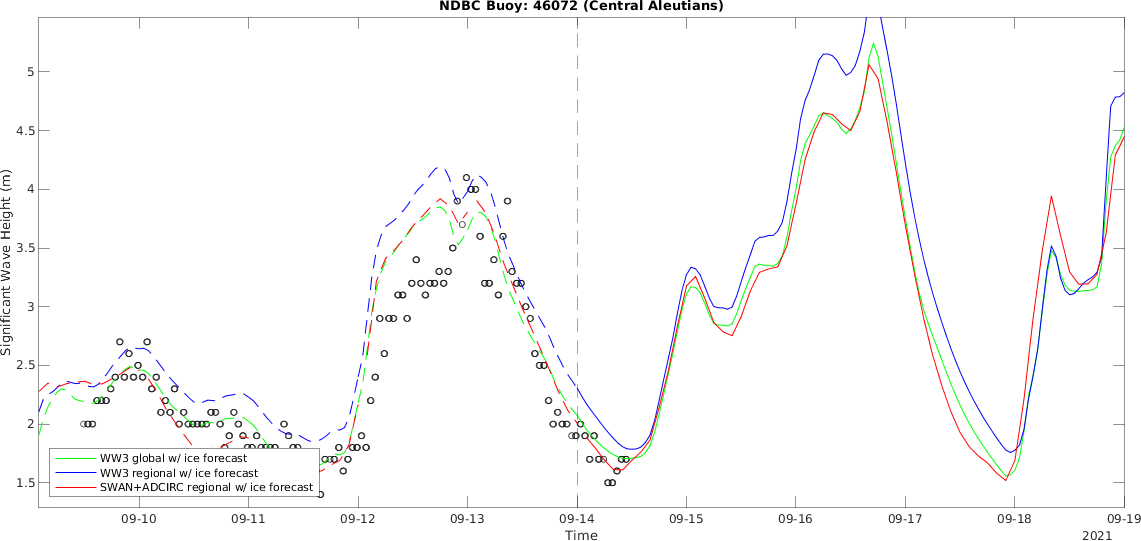 NDBC Buoy: 46072 (Central Aleutians)
Significant Wave Height (m)
5
4.5
4
3.5
3
2.5
2
1.5
WW3 global w/ ice forecast
WW3 regional w/ ice forecast
SWAN+ADCIRC regional w/ ice forecast
09-10 09-11 09-12 09-13 09-14 09-15 09-16 09-17 09-18 09-19
Time
2021